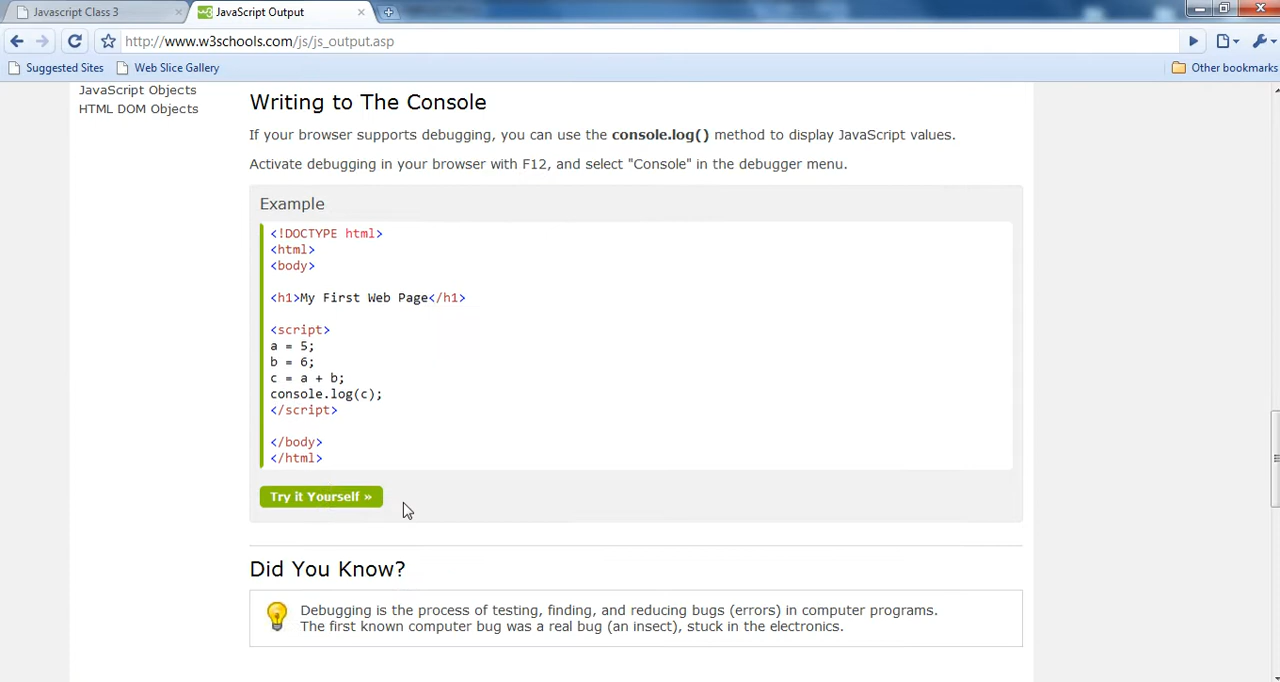 Javascript Class 3
JavaScript Output
http://www.w3schools.com/js/js_output.asp
Suggested Sites
Web Slice Gallery
Other bookmarks
JavaScript Objects
HTML DOM Objects
Writing to The Console
If your browser supports debugging, you can use the console.log() method to display JavaScript values.
Activate debugging in your browser with F12, and select "Console" in the debugger menu.
Example
<!DOCTYPE html>
<html>
<body>
<h1>My First Web Page</h1>
<script>
a = 5;
b = 6;
c = a + b;
console.log(c);
</script>
</body>
</html>
Try it Yourself »
Did You Know?
Debugging is the process of testing, finding, and reducing bugs (errors) in computer programs.
The first known computer bug was a real bug (an insect), stuck in the electronics.